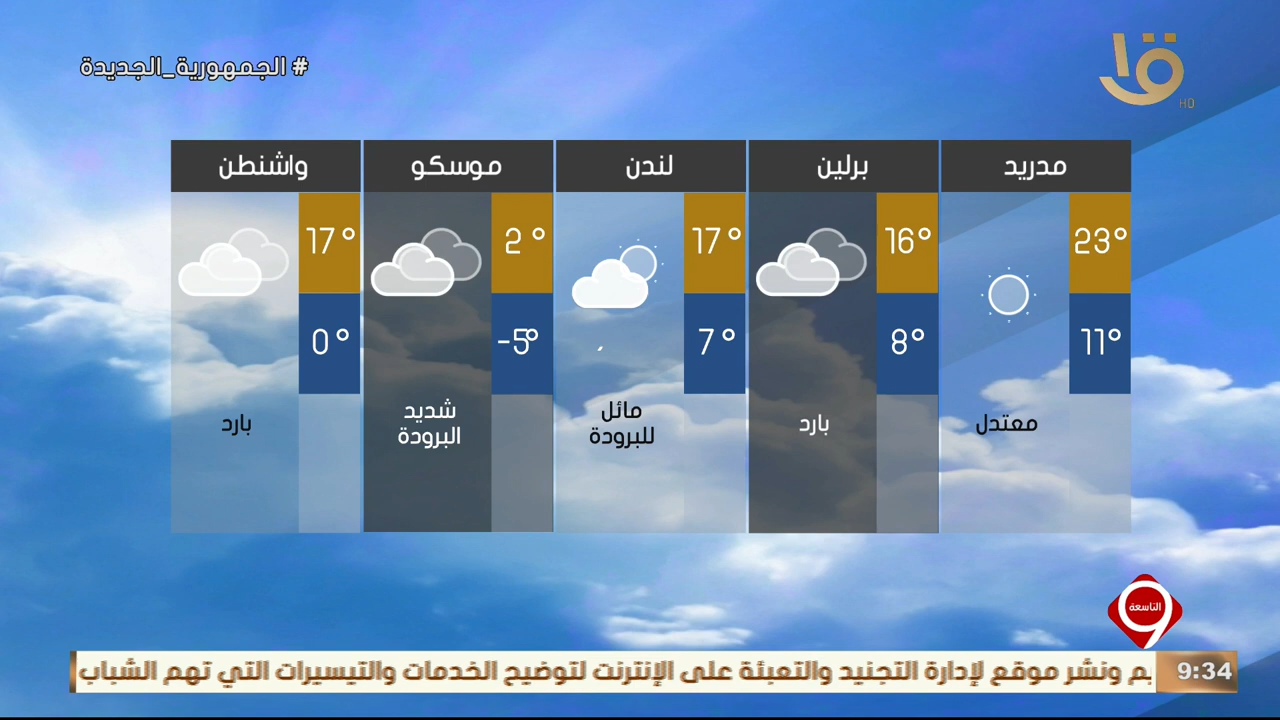 # الجمهورية_الجديدة
HD
مدريد
23°
11°
معتدل
برلين
16°
8°
بارد
لندن
17°
7°
مائل
للبرودة
موسكو
2°
-5°
شديد
البرودة
واشنطن
17°
0°
بارد
التاسعة
9
9:34
ونشر موقع لإدارة التجنيد والتعبئة على الإنترنت لتوضيح الخدمات والتيسيرات التي تهم الشباب